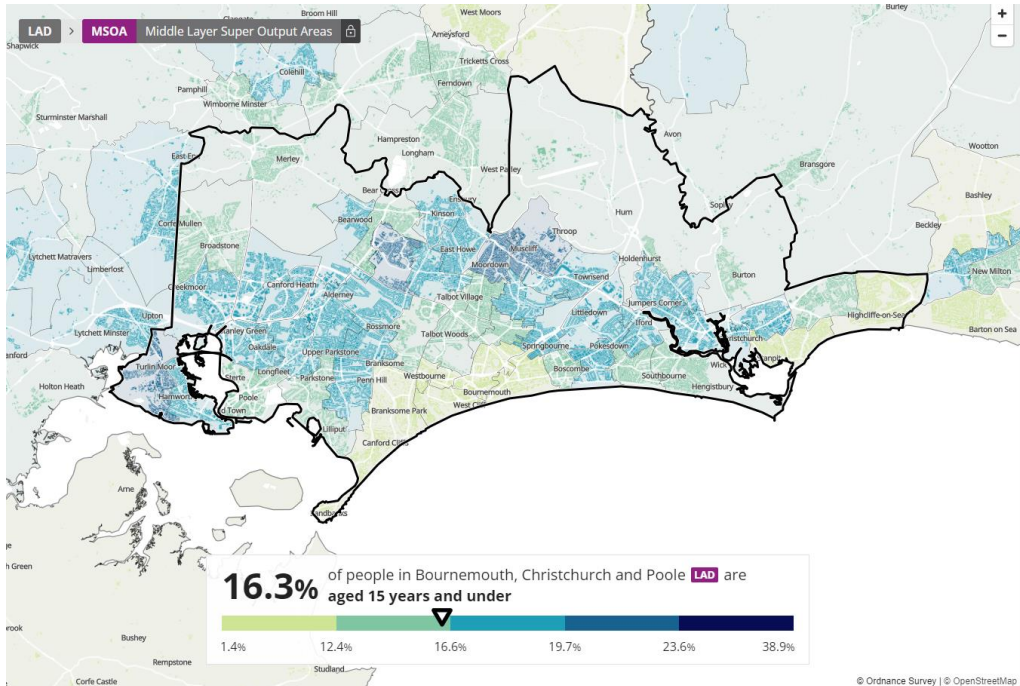 Broom Hill
West Moors
Burley
LAD > MSOA Middle Layer Super Output Areas
+
−
Ameysford
Shapwick
Colehill
Tricketts Cross
Ferndown
Pamphill
Wimborne Minster
Sturminster Marshall
Avon
Hampreston
Longham
Wootton
East End
Merley
West Parley
Bransgore
Bashley
Sopley
Hurn
Kinson
Bearwood
Throop
Beckley
Corfe Mullen
Broadstone
East Howe
Muscliff
Lytchett Matravers
Limberlost
Moordown
Holdenhurst
Burton
New Milton
Townsend
Creekmoor
Canford Heath
Alderney
Talbot Village
Jumpers Corner
Littledown
Upton
Highcliffe-on-Sea
Lytchett Minster
Rossmore
Iford
Barton on Sea
Talbot Woods
Oakdale
Springbourne
Pokesdown
Upper Parkstone
Turlin Moor
Longfleet
Branksome
Boscombe
Wick
Holton Heath
Parkstone
Penn Hill
Westbourne
Southbourne
Hengistbury
Poole
Bournemouth
Branksome Park
Lilliput
Canford Cliffs
Arne
Sandbanks
16.3% of people in Bournemouth, Christchurch and Poole LAD are
aged 15 years and under
1.4% 12.4% 16.6% 19.7% 23.6% 38.9%
Bushey
Rempstone
Studland
Corfe Castle
© Ordnance Survey | © OpenStreetMap